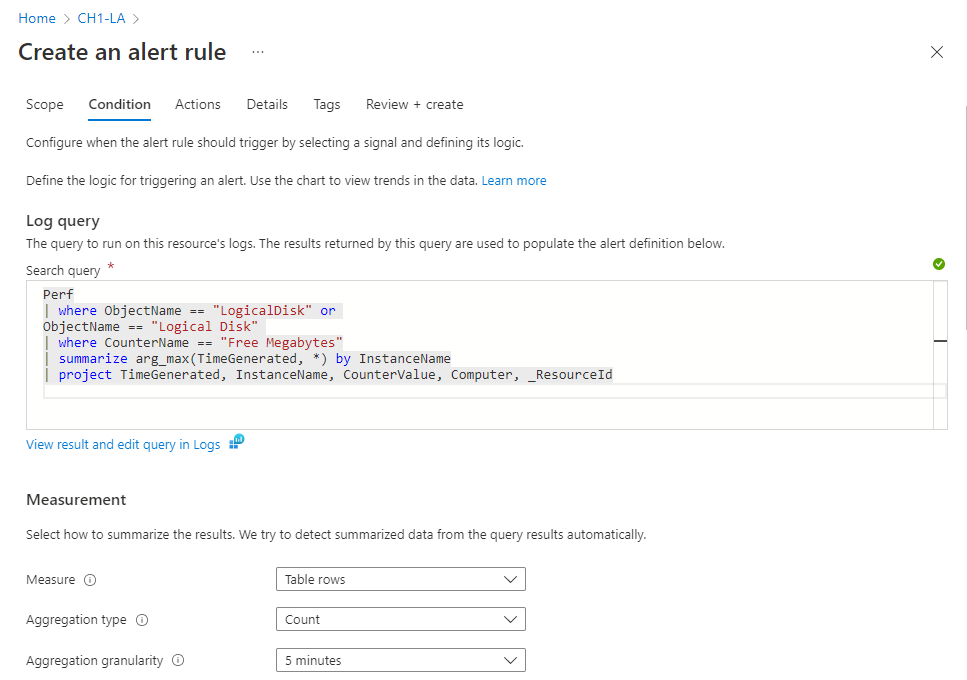 Home > CH1-LA >
Create an alert rule ...
Scope Condition Actions Details Tags Review + create
Configure when the alert rule should trigger by selecting a signal and defining its logic.
Define the logic for triggering an alert. Use the chart to view trends in the data. Learn more
Log query
The query to run on this resource's logs. The results returned by this query are used to populate the alert definition below.
Search query *
Perf
| where ObjectName == "LogicalDisk" or
ObjectName == "Logical Disk"
| where CounterName == "Free Megabytes"
| summarize arg_max(TimeGenerated, *) by InstanceName
| project TimeGenerated, InstanceName, CounterValue, Computer, _ResourceId
View result and edit query in Logs
Measurement
Select how to summarize the results. We try to detect summarized data from the query results automatically.
Measure Table rows
Aggregation type Count
Aggregation granularity 5 minutes